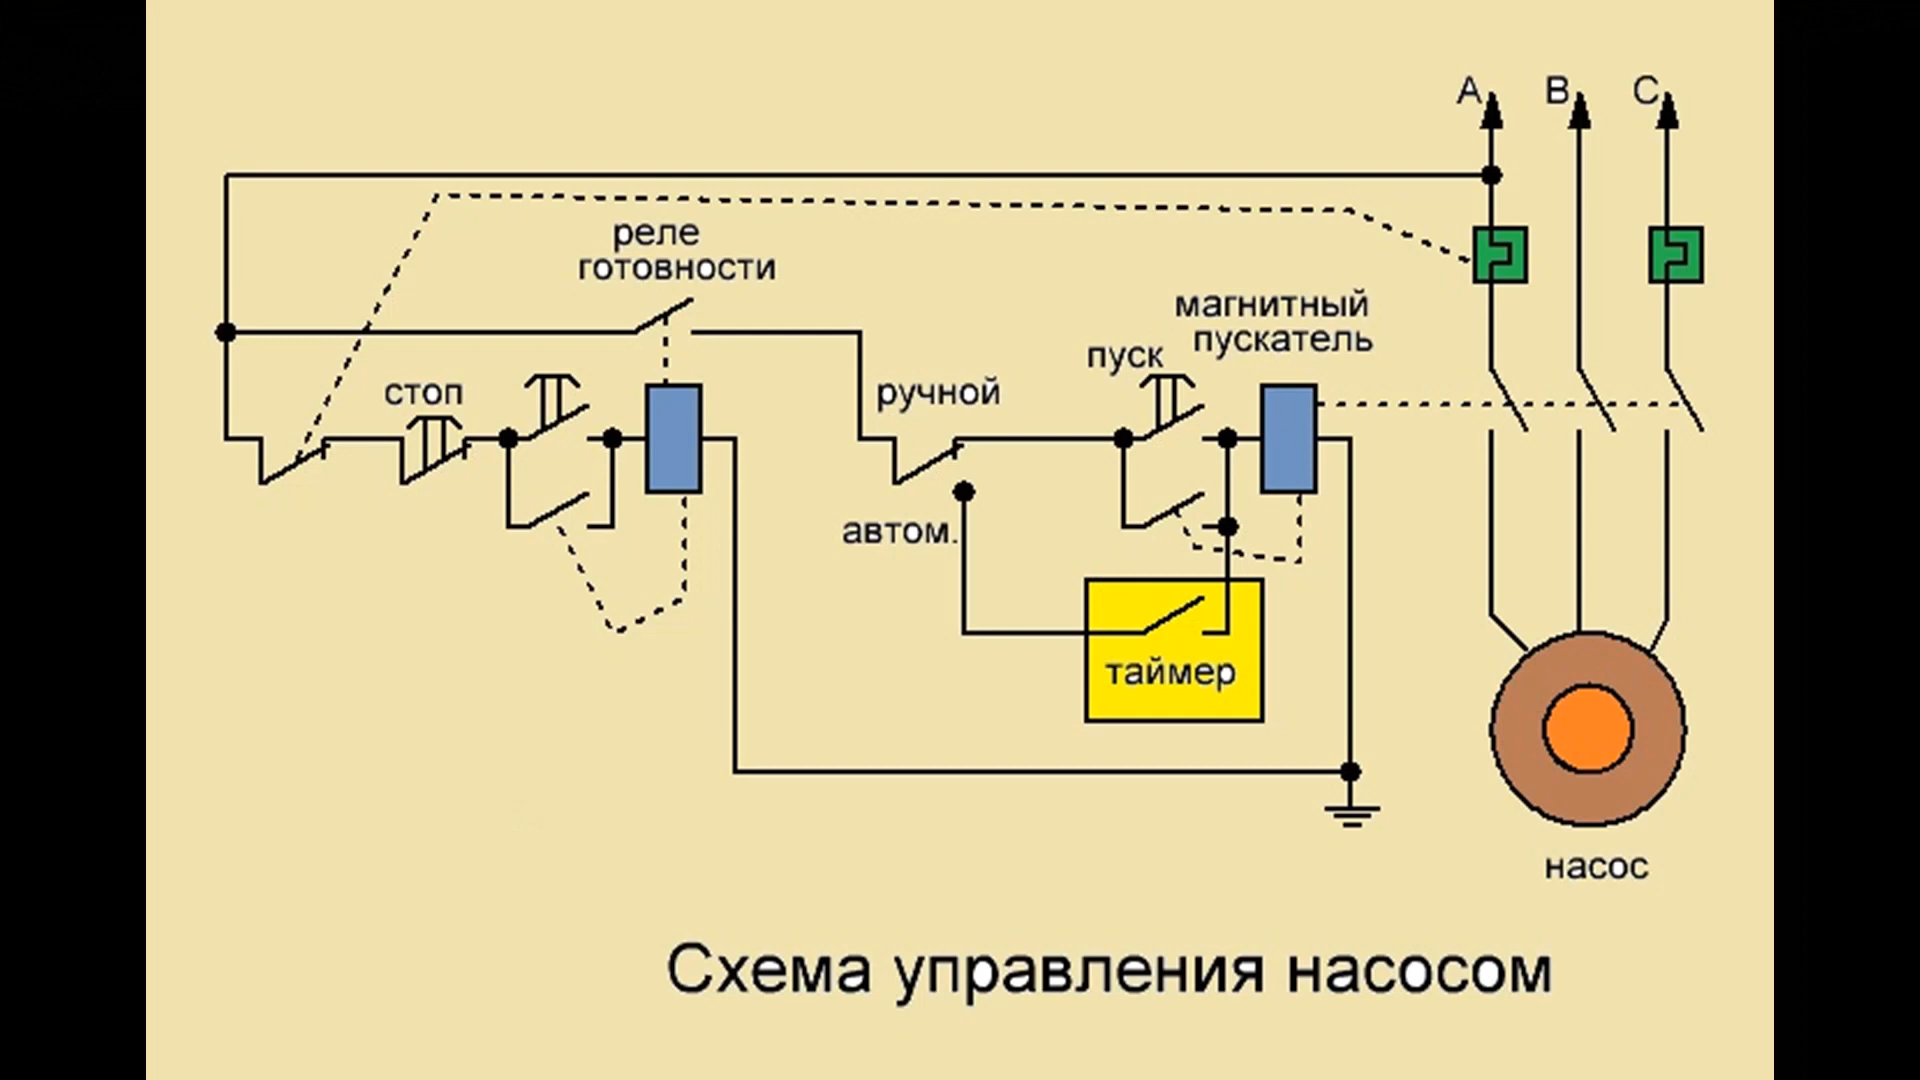 A B C
реле
готовности
магнитный
пускатель
пуск
стоп
ручной
автом.
таймер
насос
Схема управления насосом